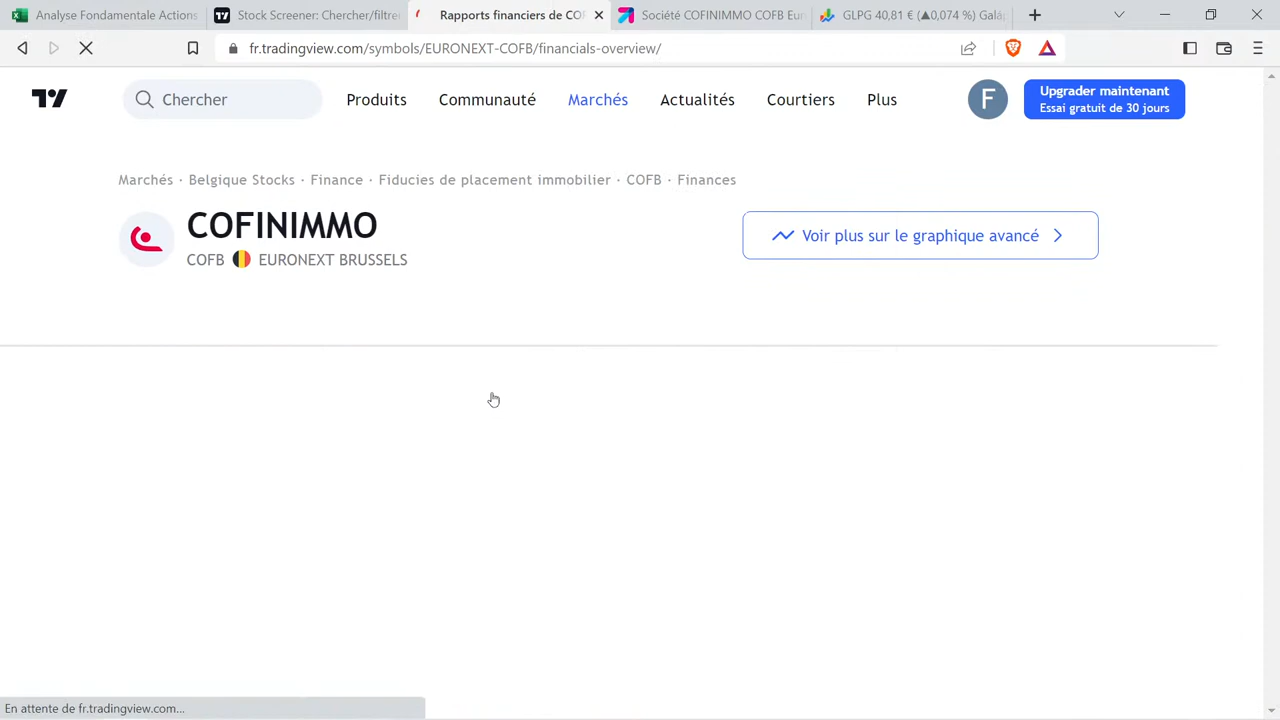 Analyse Fondamentale Actions
Stock Screener: Chercher/filtrer
Rapports financiers de COF
Société COFINIMMO COFB Eur
GLPG 40,81 € (▲0,074 %) Galáp
fr.tradingview.com/symbols/EURONEXT-COFB/financials-overview/
Chercher
Produits
Communauté
Marchés
Actualités
Courtiers
Plus
F
Upgrader maintenant
Essai gratuit de 30 jours
Marchés · Belgique Stocks · Finance · Fiducies de placement immobilier · COFB · Finances
COFINIMMO
COFB EURONEXT BRUSSELS
Voir plus sur le graphique avancé
En attente de fr.tradingview.com...